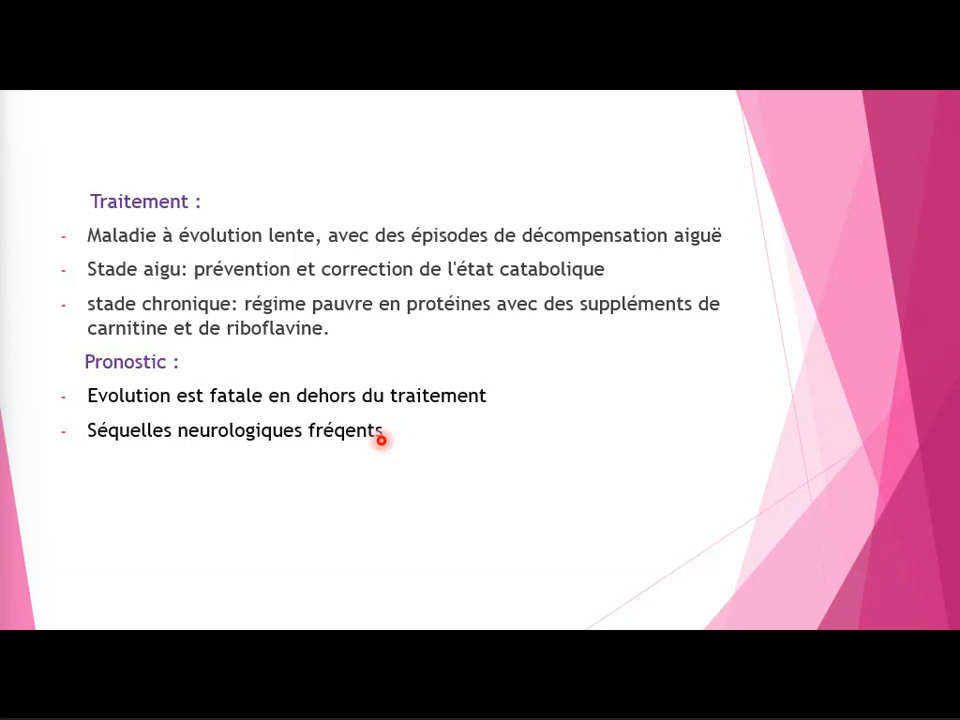 Traitement :
- Maladie à évolution lente, avec des épisodes de décompensation aiguë
- Stade aigu: prévention et correction de l'état catabolique
- stade chronique: régime pauvre en protéines avec des suppléments de
carnitine et de riboflavine.
Pronostic :
- Evolution est fatale en dehors du traitement
- Séquelles neurologiques fréqents